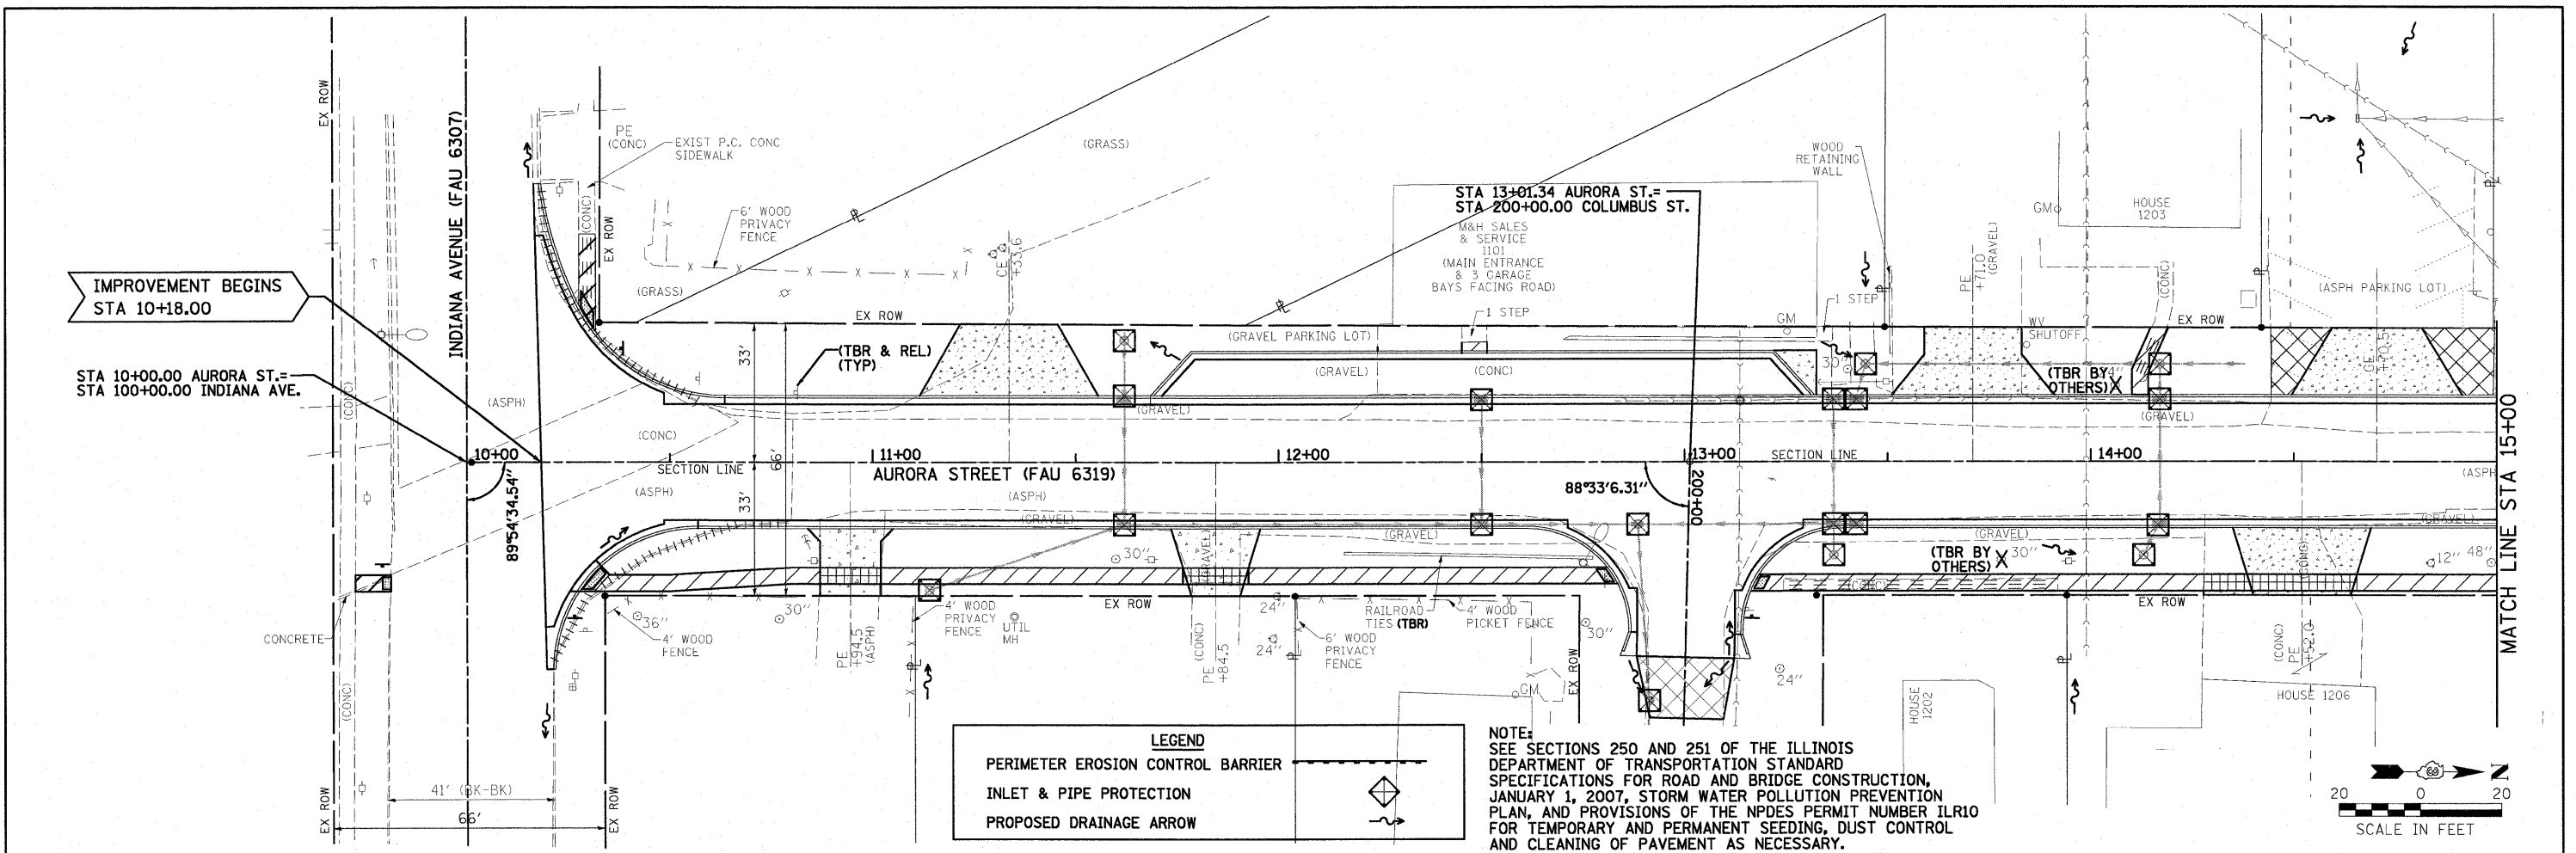 EX ROW
INDIANA AVENUE (FAU 6307)
PE
(CONC)
EXIST P.C. CONC
SIDEWALK
(CONC)
EX ROW
6' WOOD
PRIVACY
FENCE
(GRASS)
(GRASS)
CE
+33.6
IMPROVEMENT BEGINS
STA 10+18.00
STA 10+00.00 AURORA ST.=
STA 100+00.00 INDIANA AVE.
(CONC)
(ASPH)
(CONC)
(ASPH)
10+00
89°54'34.54"
SECTION LINE
33'
66'
33'
(TBR & REL)
(TYP)
EX ROW
11+00
AURORA STREET (FAU 6319)
(ASPH)
(GRAVEL)
(GRAVEL)
STA 13+01.34 AURORA ST.=
STA 200+00.00 COLUMBUS ST.
M&H SALES
& SERVICE
1101
(MAIN ENTRANCE
& 3 GARAGE
BAYS FACING ROAD)
1 STEP
(GRAVEL PARKING LOT)
(GRAVEL)
(CONC)
12+00
88°33'6.31"
13+00
200+00
SECTION LINE
WOOD
RETAINING
WALL
1 STEP
GM
30"
PE
+71.0
(GRAVEL)
GM
HOUSE
1203
WV
SHUTOFF
(CONC)
EX ROW
(TBR BY
OTHERS)
(GRAVEL)
(ASPH PARKING LOT)
CE
+70.5
14+00
(ASPH
MATCH LINE STA 15+00
CONCRETE
(CONC)
36"
4' WOOD
FENCE
30"
PE
+94.5
(ASPH)
4' WOOD
PRIVACY
FENCE
UTIL
MH
30"
EX ROW
(GRAVEL)
(CONC)
PE
+84.5
24"
24"
6' WOOD
PRIVACY
FENCE
RAILROAD
TIES (TBR)
4' WOOD
PICKET FENCE
(GRAVEL)
30"
GM
EX ROW
24"
(GRAVEL)
(TBR BY
OTHERS)
30"
(CONC)
EX ROW
(CONC)
(CONC)
PE
+52.0
(GRAVEL
12"
48"
HOUSE
1202
HOUSE 1206
41' (BK-BK)
66'
EX ROW
EX ROW
LEGEND
PERIMETER EROSION CONTROL BARRIER
INLET & PIPE PROTECTION
PROPOSED DRAINAGE ARROW
NOTE:
SEE SECTIONS 250 AND 251 OF THE ILLINOIS
DEPARTMENT OF TRANSPORTATION STANDARD
SPECIFICATIONS FOR ROAD AND BRIDGE CONSTRUCTION,
JANUARY 1, 2007, STORM WATER POLLUTION PREVENTION
PLAN, AND PROVISIONS OF THE NPDES PERMIT NUMBER ILR10
FOR TEMPORARY AND PERMANENT SEEDING, DUST CONTROL
AND CLEANING OF PAVEMENT AS NECESSARY.
N
20 0 20
SCALE IN FEET